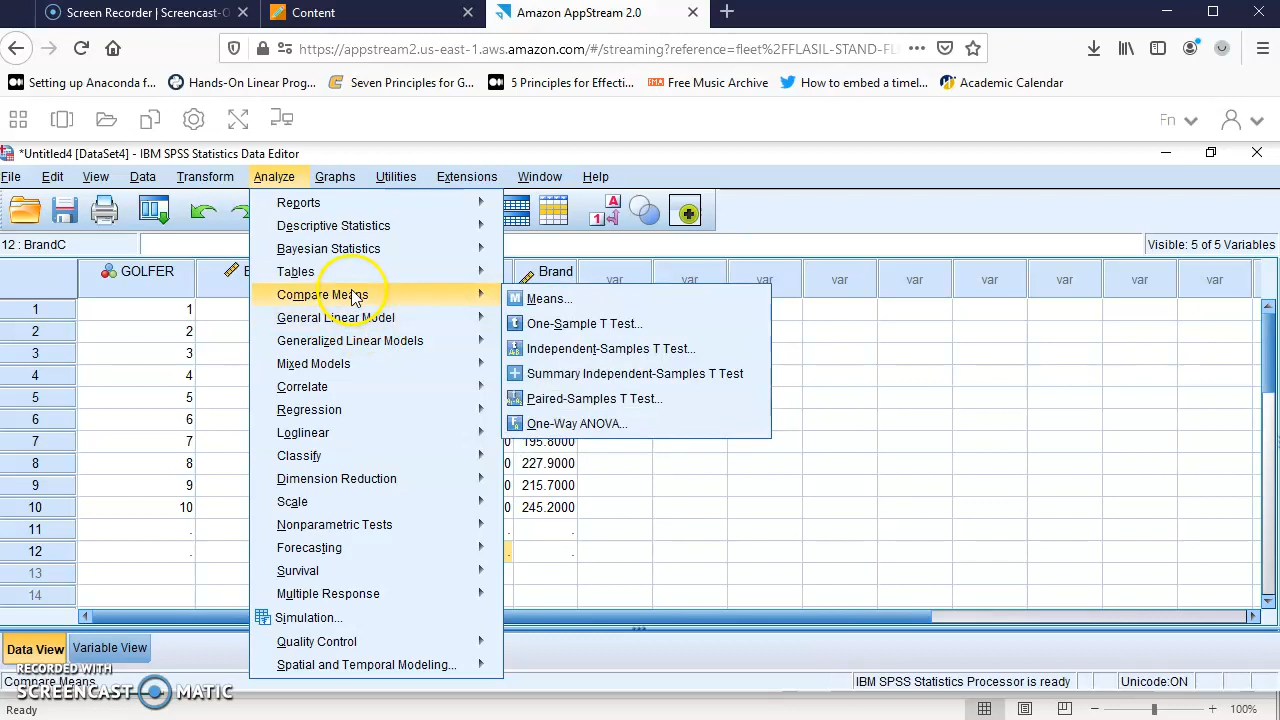 Screen Recorder | Screencast-O
Content
Amazon AppStream 2.0
https://appstream2.us-east-1.aws.amazon.com/#/streaming?reference=fleet%2FFLASIL-STAND-FL
Setting up Anaconda f...
Hands-On Linear Prog...
Seven Principles for G...
5 Principles for Effecti...
Free Music Archive
How to embed a timel...
Academic Calendar
Fn
*Untitled4 [DataSet4] - IBM SPSS Statistics Data Editor
File Edit View Data Transform Analyze Graphs Utilities Extensions Window Help
12 : BrandC
Visible: 5 of 5 Variables
GOLFER
Brand
var var var var var var var var var
1
2
3
4
5
6
7
8
9
10
11
12
13
14
1
2
3
4
5
6
7
8
9
10
Reports
Descriptive Statistics
Bayesian Statistics
Tables
Compare Means
General Linear Model
Generalized Linear Models
Mixed Models
Correlate
Regression
Loglinear
Classify
Dimension Reduction
Scale
Nonparametric Tests
Forecasting
Survival
Multiple Response
Simulation...
Quality Control
Spatial and Temporal Modeling...
Means...
One-Sample T Test...
Independent-Samples T Test...
Summary Independent-Samples T Test
Paired-Samples T Test...
One-Way ANOVA...
195.8000
227.9000
215.7000
245.2000
Data View
Variable View
RECORDED WITH
SCREENCAST MATIC
Compare Means
IBM SPSS Statistics Processor is ready
Unicode:ON
Ready
100%